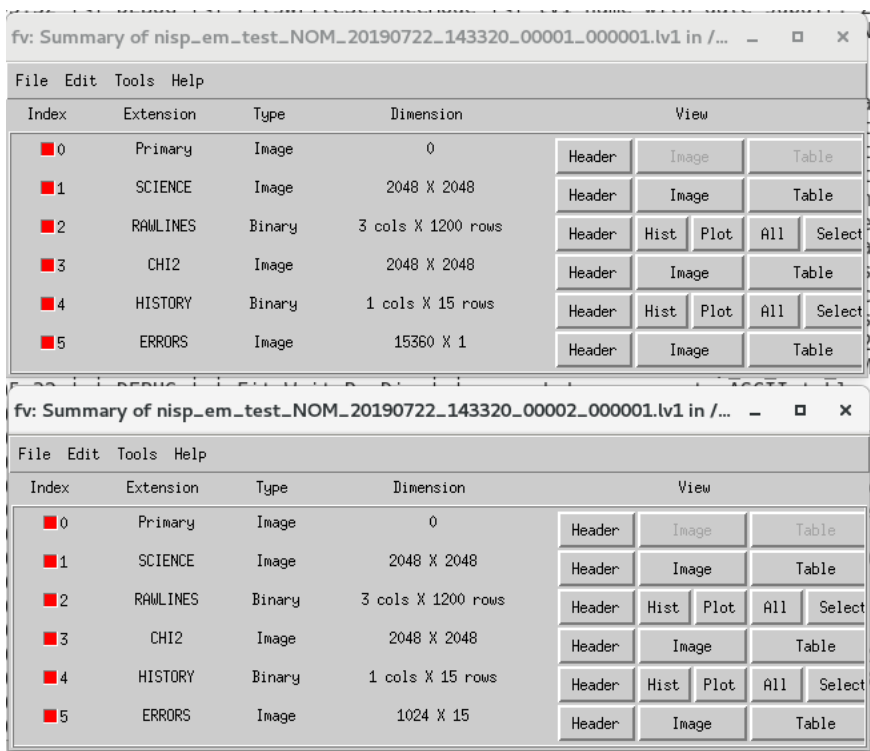 fv: Summary of nisp_em_test_NOM_20190722_143320_00001_000001.lv1 in /...
File Edit Tools Help
Index Extension Type Dimension View
0 Primary Image 0 Header Image Table
1 SCIENCE Image 2048 X 2048 Header Image Table
2 RAWLINES Binary 3 cols X 1200 rows Header Hist Plot All Select
3 CHI2 Image 2048 X 2048 Header Image Table
4 HISTORY Binary 1 cols X 15 rows Header Hist Plot All Select
5 ERRORS Image 15360 X 1 Header Image Table
fv: Summary of nisp_em_test_NOM_20190722_143320_00002_000001.lv1 in /...
File Edit Tools Help
Index Extension Type Dimension View
0 Primary Image 0 Header Image Table
1 SCIENCE Image 2048 X 2048 Header Image Table
2 RAWLINES Binary 3 cols X 1200 rows Header Hist Plot All Select
3 CHI2 Image 2048 X 2048 Header Image Table
4 HISTORY Binary 1 cols X 15 rows Header Hist Plot All Select
5 ERRORS Image 1024 X 15 Header Image Table